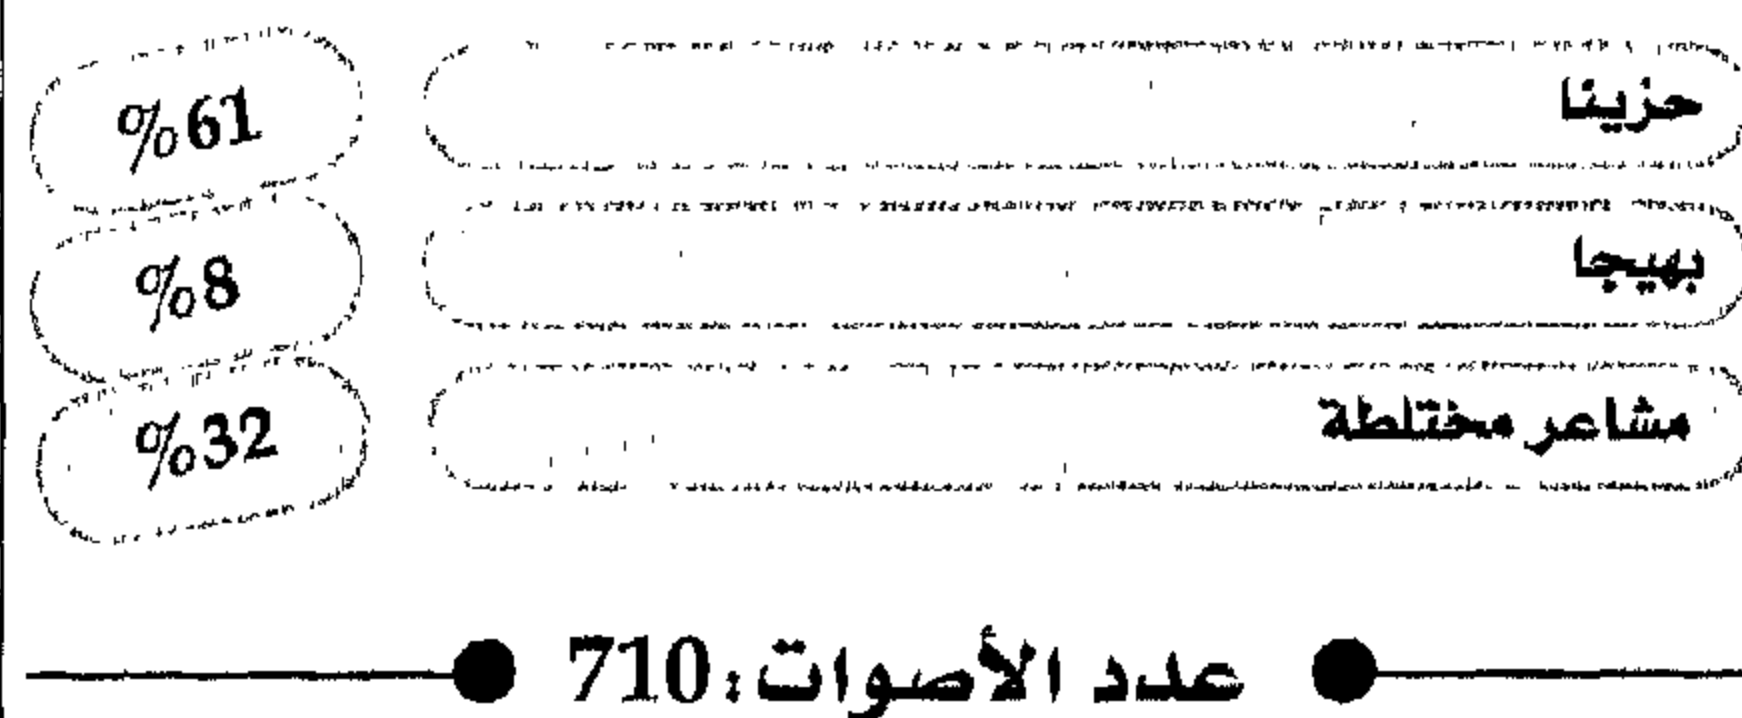 حزينا %61
بهيجا %8
مشاعر مختلطة %32
عدد الأصوات: 710